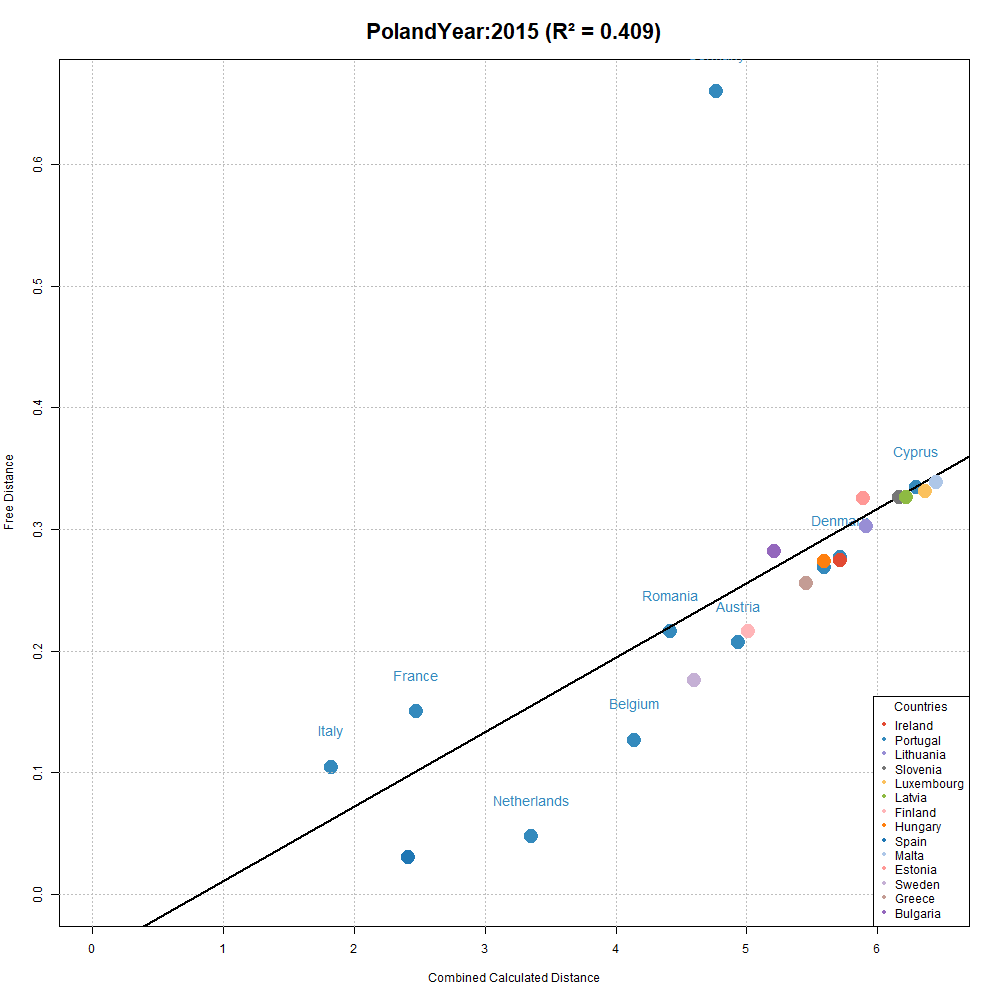 PolandYear:2015 (R² = 0.409)
Free Distance
0.6
0.5
0.4
0.3
0.2
0.1
0.0
Cyprus
Romania
Austria
France
Belgium
Italy
Netherlands
Countries
Ireland
Portugal
Lithuania
Slovenia
Luxembourg
Latvia
Finland
Hungary
Spain
Malta
Estonia
Sweden
Greece
Bulgaria
0 1 2 3 4 5 6
Combined Calculated Distance